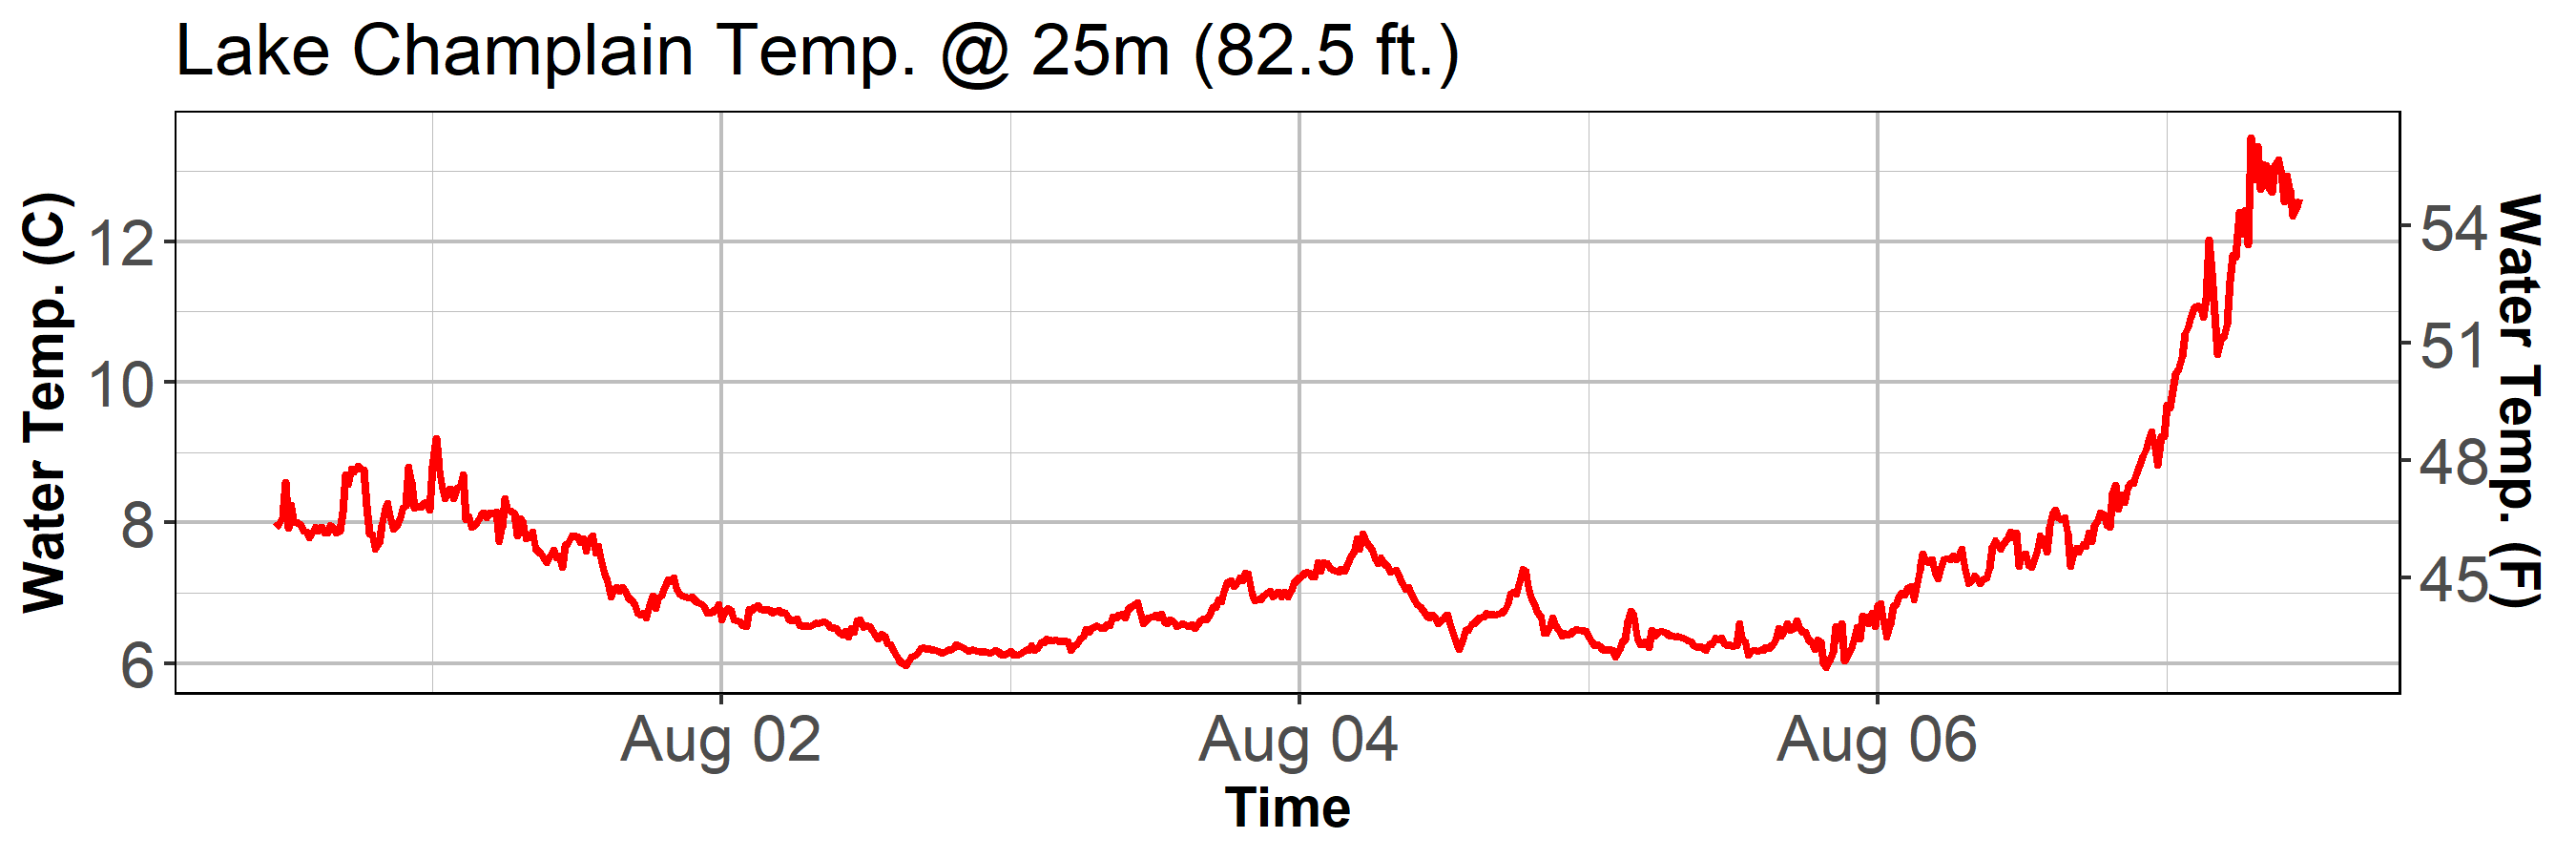 Lake Champlain Temp. @ 25m (82.5 ft.)
Water Temp. (C)
12
10
8
6
54
51
48
45
Water Temp. (F)
Aug 02
Aug 04
Aug 06
Time